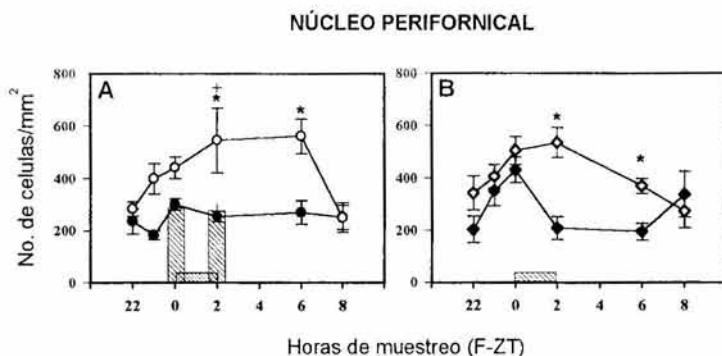 NÚCLEO PERIFORNICAL
A
B
800
600
400
200
0
800
600
400
200
0
No. de celulas/mm²
+
*
*
*
*
22 0 2 4 6 8
22 0 2 4 6 8
Horas de muestreo (F-ZT)